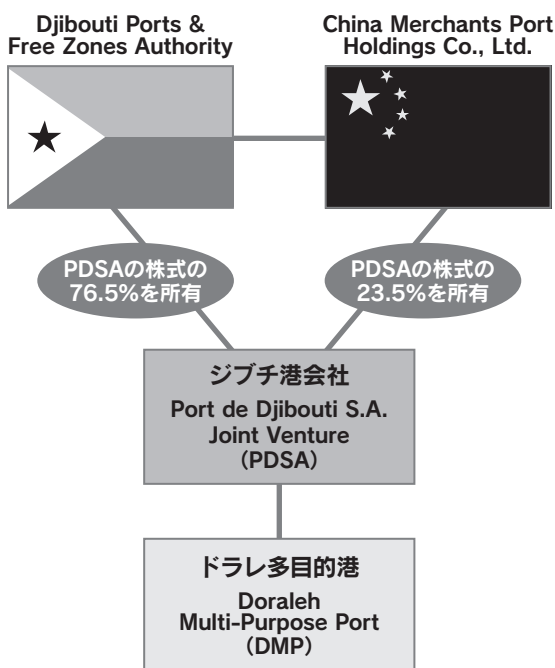 Djibouti Ports &
Free Zones Authority
China Merchants Port
Holdings Co., Ltd.
PDSAの株式の
76.5%を所有
PDSAの株式の
23.5%を所有
ジブチ港会社
Port de Djibouti S.A.
Joint Venture
(PDSA)
ドラレ多目的港
Doraleh
Multi-Purpose Port
(DMP)